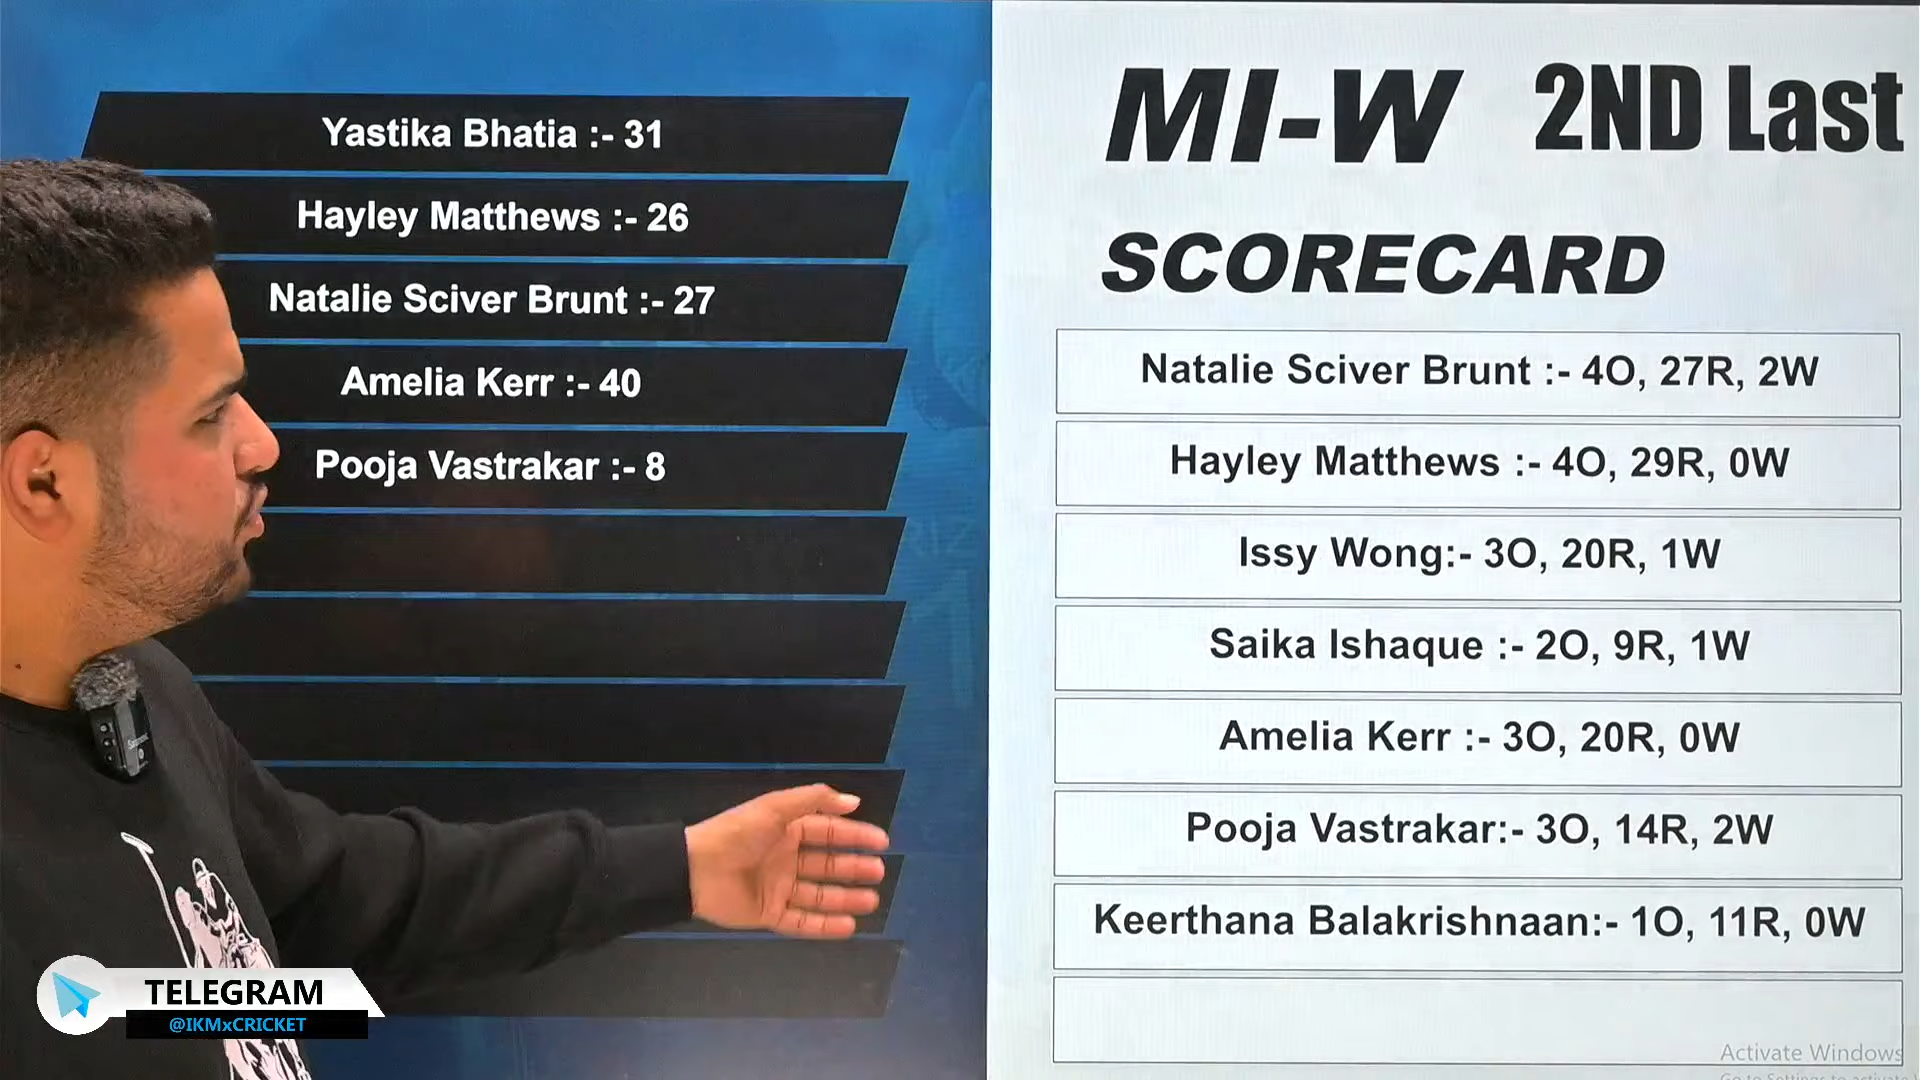 Yastika Bhatia :- 31
Hayley Matthews :- 26
Natalie Sciver Brunt :- 27
Amelia Kerr :- 40
Pooja Vastrakar :- 8
MI-W 2ND Last
SCORECARD
Natalie Sciver Brunt :- 4O, 27R, 2W
Hayley Matthews :- 4O, 29R, 0W
Issy Wong:- 3O, 20R, 1W
Saika Ishaque :- 2O, 9R, 1W
Amelia Kerr :- 3O, 20R, 0W
Pooja Vastrakar:- 3O, 14R, 2W
Keerthana Balakrishnaan:- 1O, 11R, 0W
TELEGRAM
@IKMxCRICKET
Activate Windows